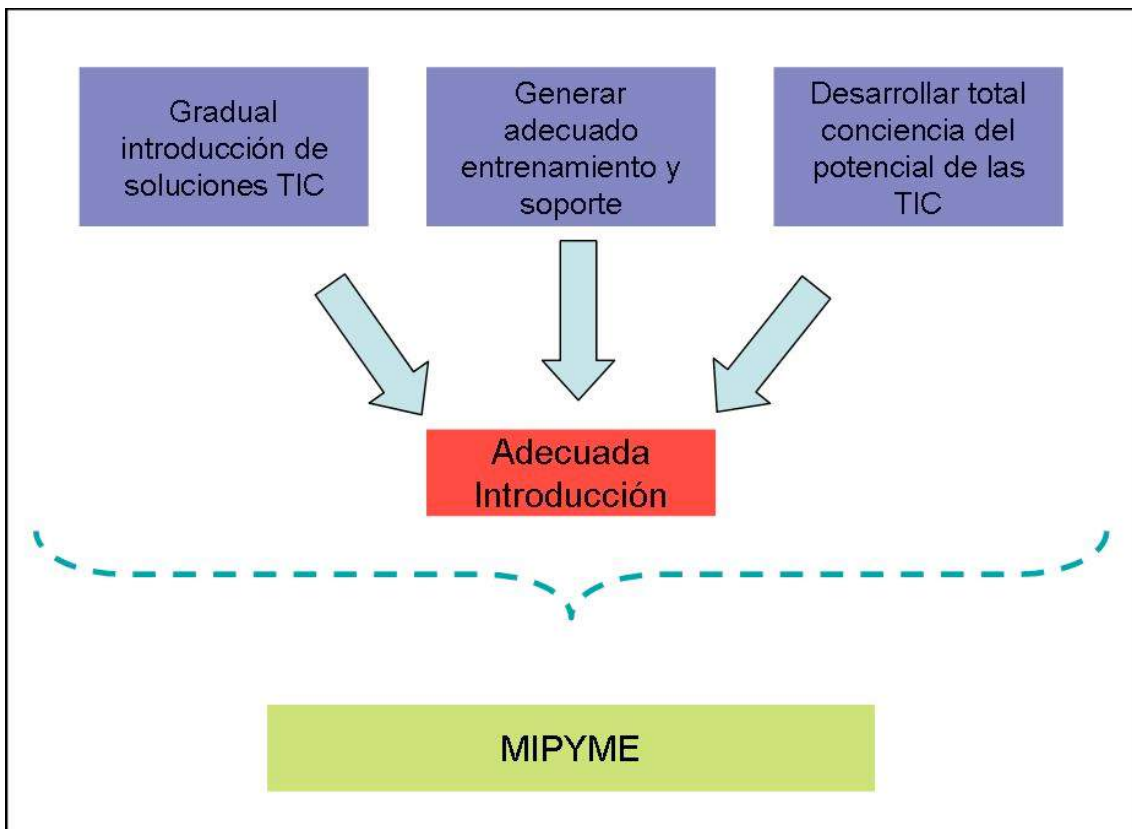 Gradual
introducción de
soluciones TIC
Generar
adecuado
entrenamiento y
soporte
Desarrollar total
conciencia del
potencial de las
TIC
Adecuada
Introducción
MIPYME